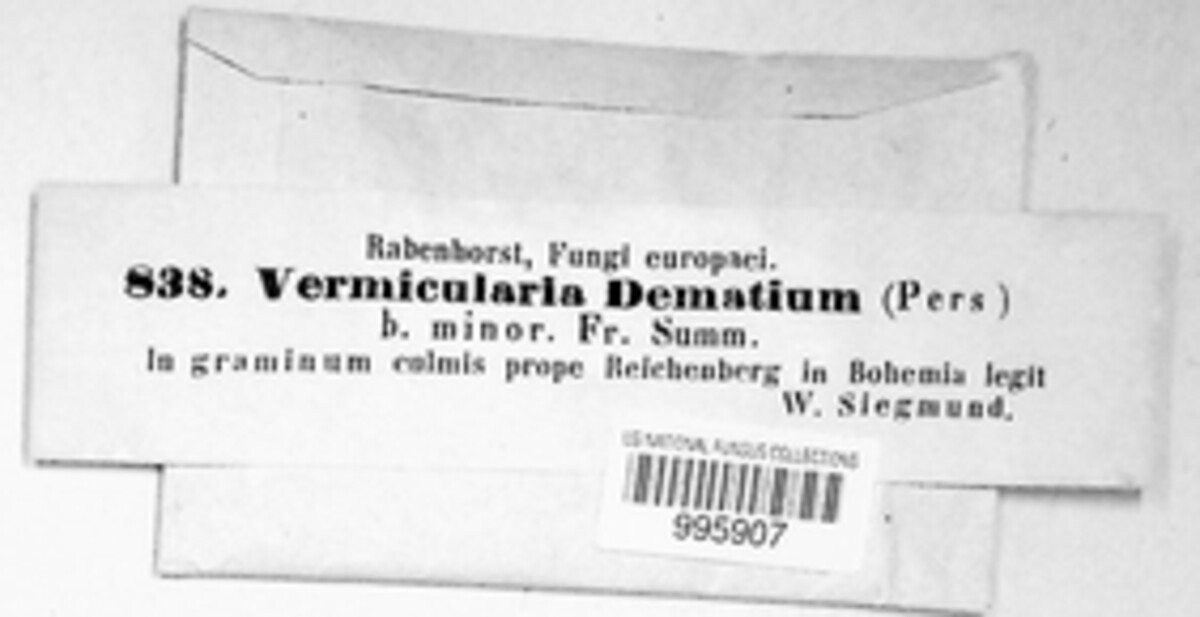 Rabenhorst, Fungi europaei.
838. Vermicularia Dematium (Pers )
b. minor. Fr. Summ.
In graminum culmis prope Reichenberg in Bohemia legit
W. Siegmund.
US NATIONAL FUNGUS COLLECTIONS
995907